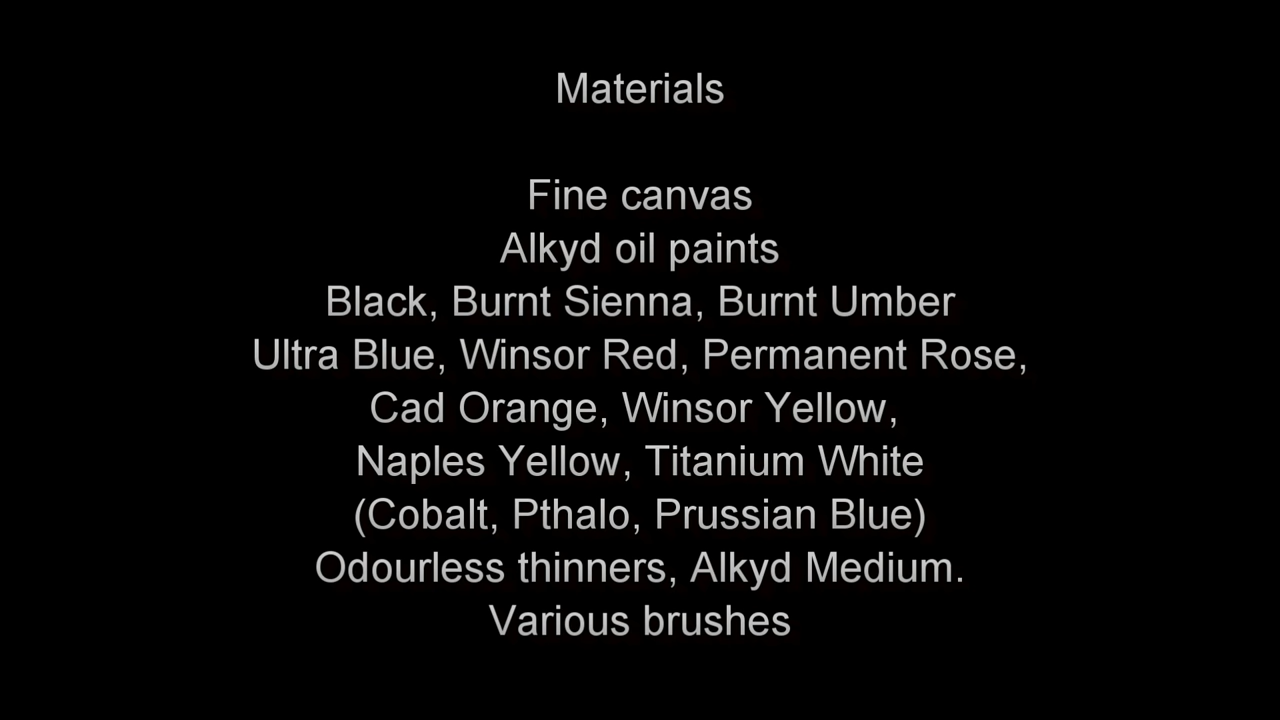 Materials
Fine canvas
Alkyd oil paints
Black, Burnt Sienna, Burnt Umber
Ultra Blue, Winsor Red, Permanent Rose,
Cad Orange, Winsor Yellow,
Naples Yellow, Titanium White
(Cobalt, Pthalo, Prussian Blue)
Odourless thinners, Alkyd Medium.
Various brushes